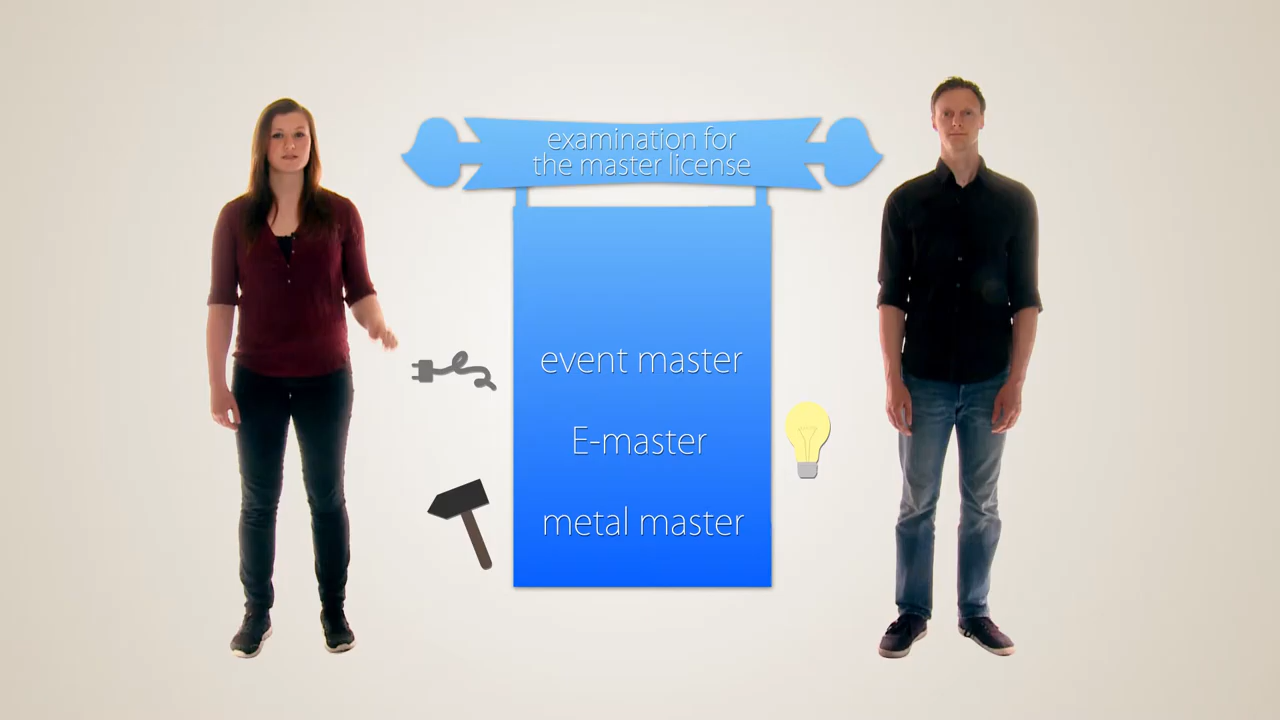 examination for
the master license
event master
E-master
metal master